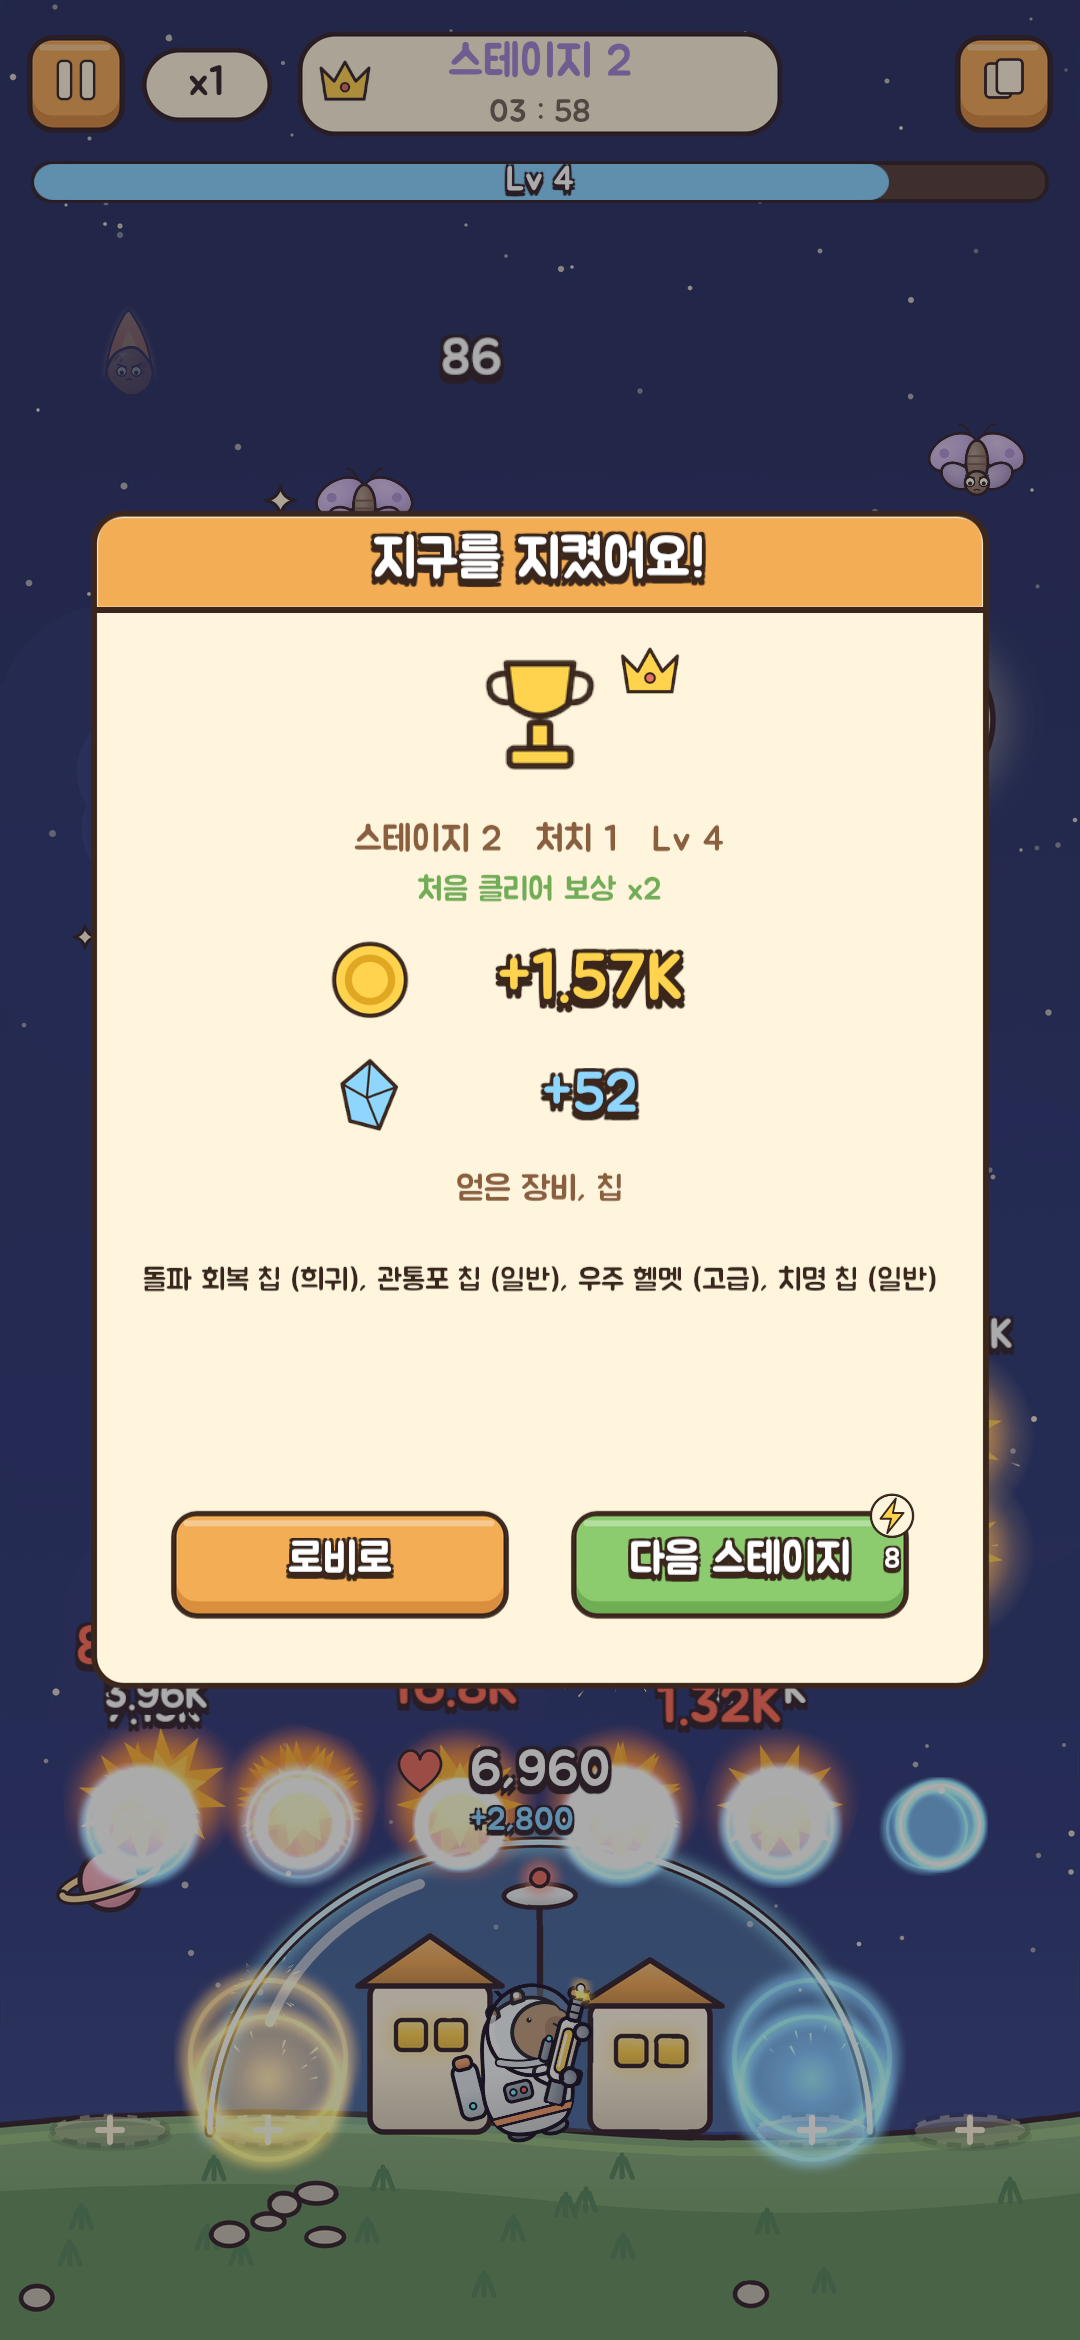 x1
스테이지 2
03 : 58
Lv 4
86
지구를 지켰어요!
스테이지 2 처치 1 Lv 4
처음 클리어 보상 x2
+1.57K
+52
얻은 장비, 칩
돌파 회복 칩 (희귀), 관통포 칩 (일반), 우주 헬멧 (고급), 치명 칩 (일반)
K
로비로
다음 스테이지 8
3.96K
1.32K
6,960
+2,800